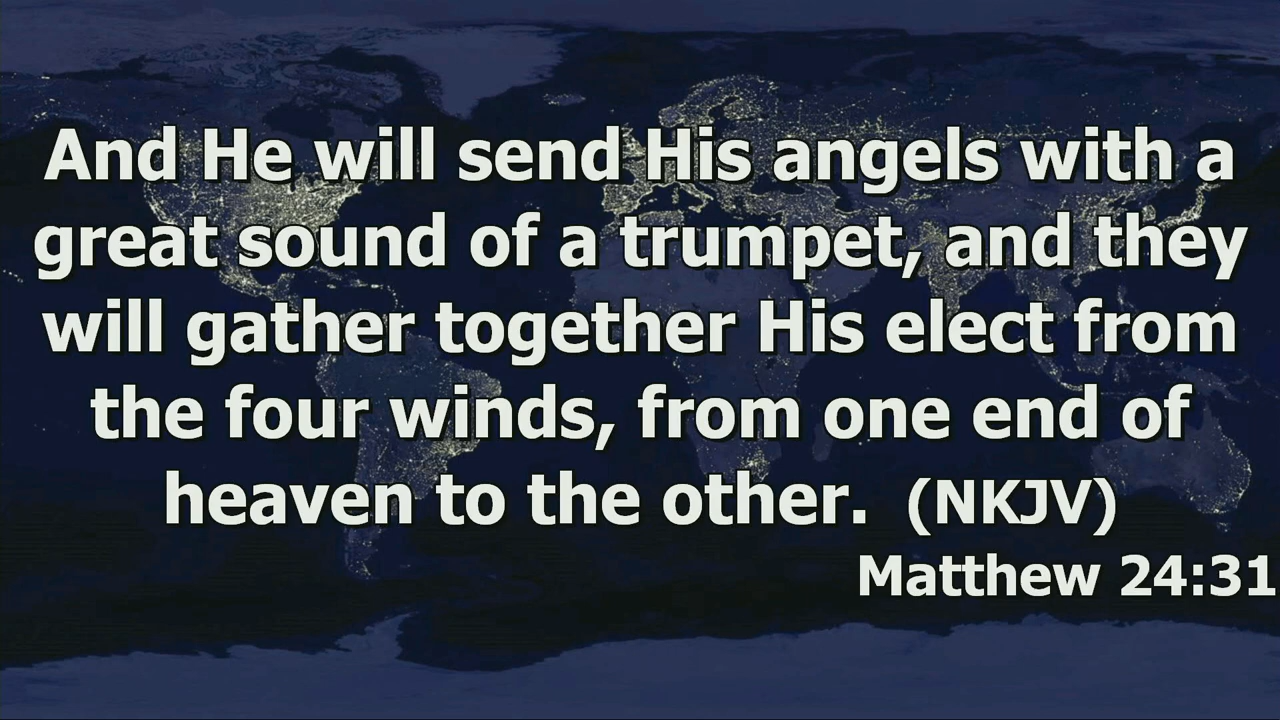 And He will send His angels with a
great sound of a trumpet, and they
will gather together His elect from
the four winds, from one end of
heaven to the other.  (NKJV)
Matthew 24:31